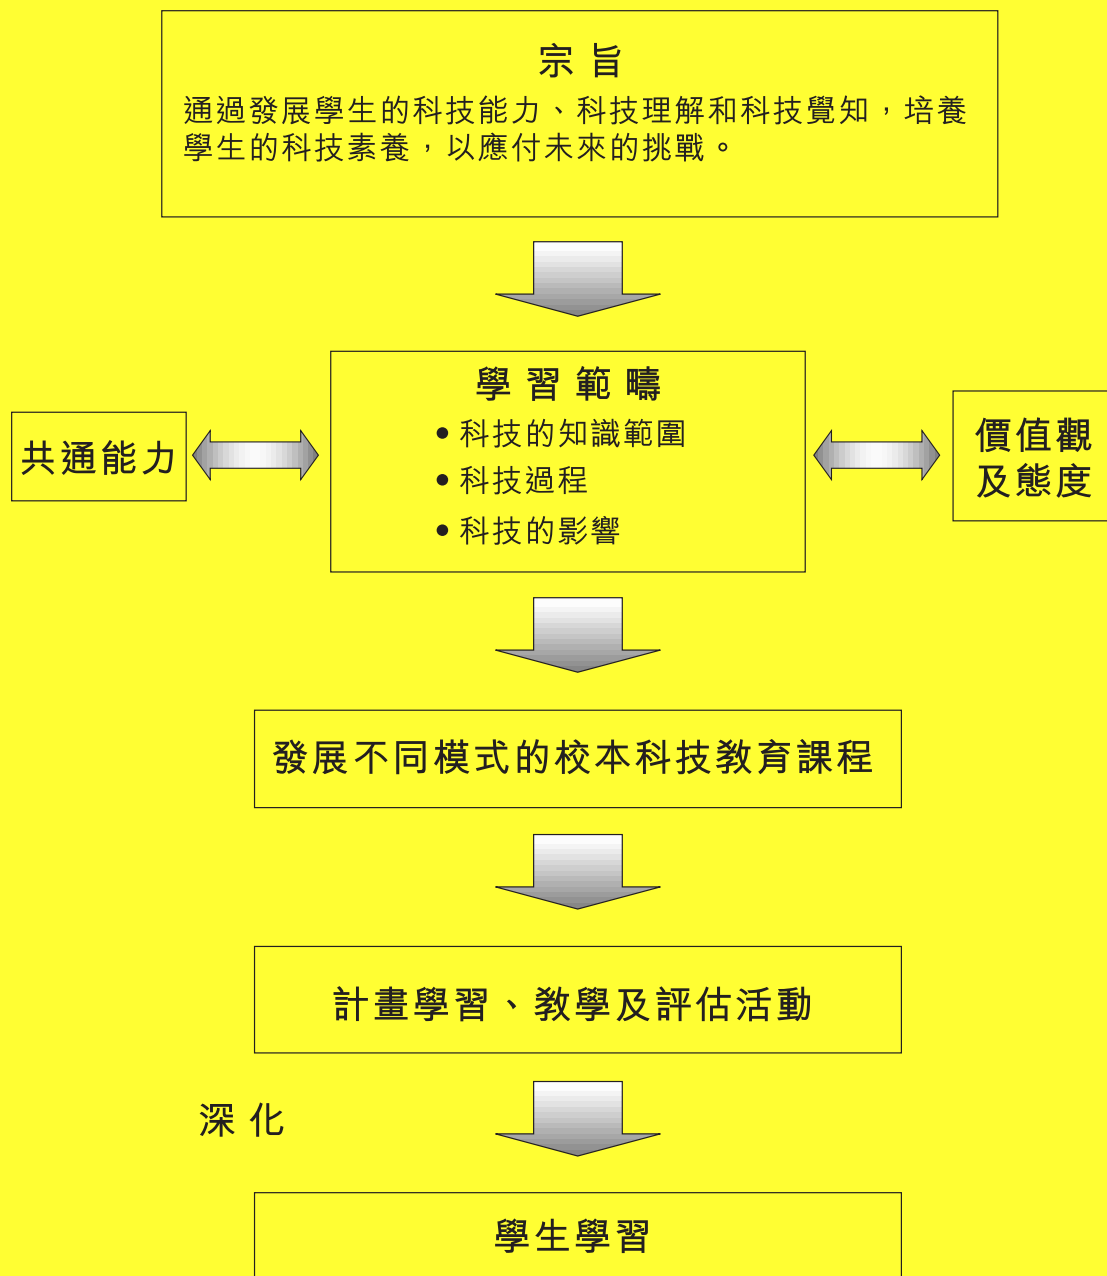 宗旨
通過發展學生的科技能力、科技理解和科技覺知，培養
學生的科技素養，以應付未來的挑戰。
學習範疇
• 科技的知識範圍
• 科技過程
• 科技的影響
共通能力
價值觀
及態度
發展不同模式的校本科技教育課程
計畫學習、教學及評估活動
深化
學生學習